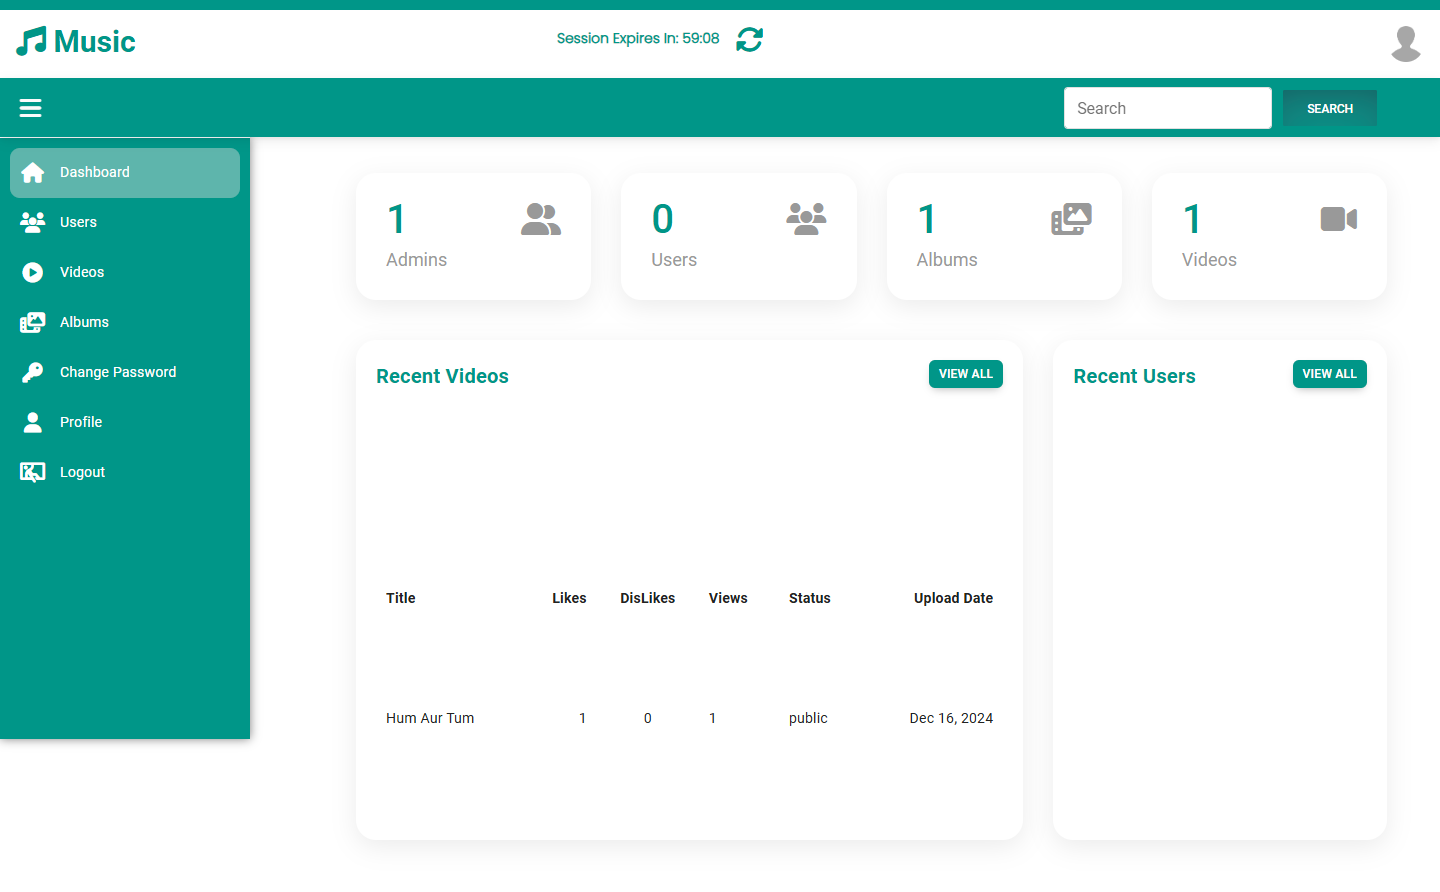 Music
Session Expires In: 59:08
Search
SEARCH
Dashboard
Users
Videos
Albums
Change Password
Profile
Logout
1
Admins
0
Users
1
Albums
1
Videos
Recent Videos
VIEW ALL
Title Likes DisLikes Views Status Upload Date
Hum Aur Tum 1 0 1 public Dec 16, 2024
Recent Users
VIEW ALL